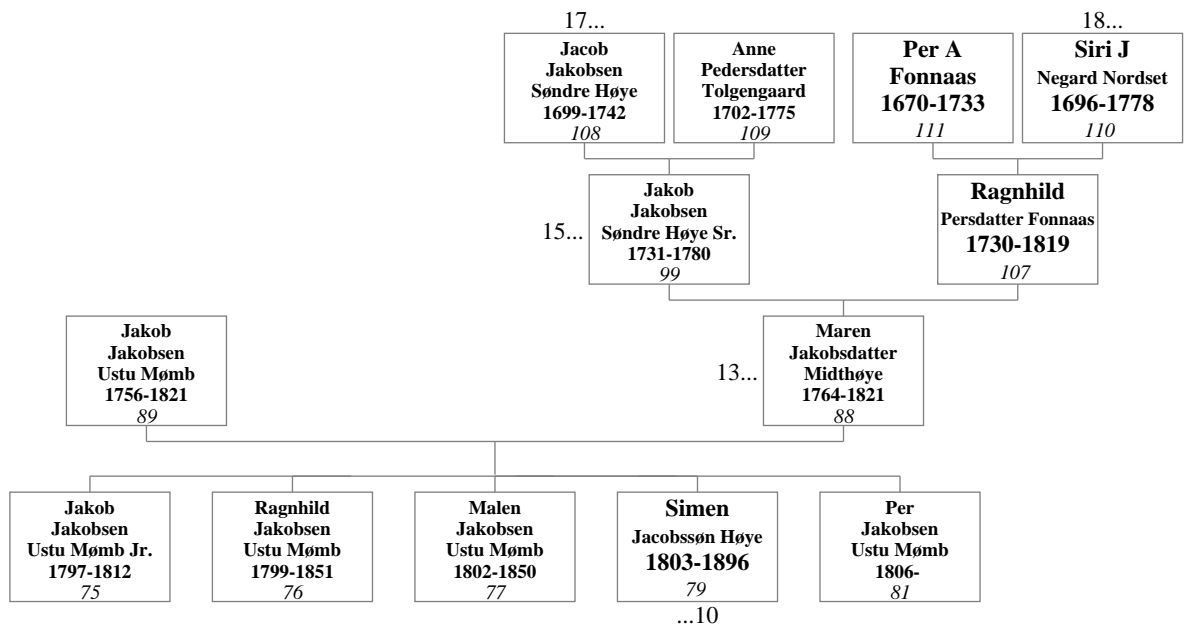 17...
18...
Jacob
Jakobsen
Søndre Høye
1699-1742
108
Anne
Pedersdatter
Tolgengaard
1702-1775
109
Per A
Fonnaas
1670-1733
111
Siri J
Negard Nordset
1696-1778
110
15...
Jakob
Jakobsen
Søndre Høye Sr.
1731-1780
99
Ragnhild
Persdatter Fonnaas
1730-1819
107
Jakob
Jakobsen
Ustu Mømb
1756-1821
89
13...
Maren
Jakobsdatter
Midthøye
1764-1821
88
Jakob
Jakobsen
Ustu Mømb Jr.
1797-1812
75
Ragnhild
Jakobsen
Ustu Mømb
1799-1851
76
Malen
Jakobsen
Ustu Mømb
1802-1850
77
Simen
Jacobssøn Høye
1803-1896
79
Per
Jakobsen
Ustu Mømb
1806-
81
...10